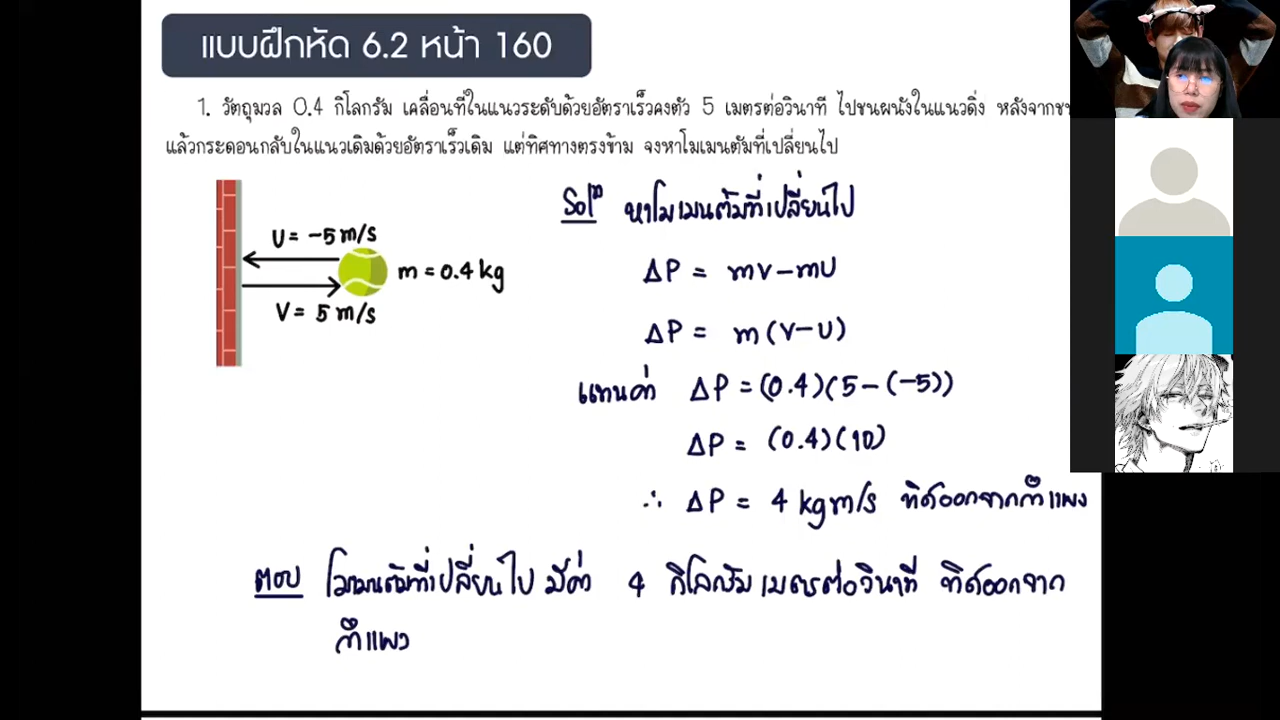 แบบฝึกหัด 6.2 หน้า 160
1. วัตถุมวล 0.4 กิโลกรัม เคลื่อนที่ในแนวระดับด้วยอัตราเร็วคงตัว 5 เมตรต่อวินาที ไปชนผนังในแนวดิ่ง หลังจาก
แล้วกระดอนกลับในแนวเดิมด้วยอัตราเร็วเดิม แต่ทิศทางตรงข้าม จงหาโมเมนตัมที่เปลี่ยนไป
U = -5 m/s
m = 0.4 kg
V = 5 m/s
Solⁿ หาโมเมนตัมที่เปลี่ยนไป
ΔP = mv-mU
ΔP = m(V-U)
แทนค่า ΔP = (0.4)(5-(-5))
ΔP = (0.4)(10)
∴ ΔP = 4 kgm/s ทิศออกจากกำแพง
ตอบ โมเมนตัมที่เปลี่ยนไป มีค่า 4 กิโลกรัมเมตรต่อวินาที ทิศออกจาก
กำแพง